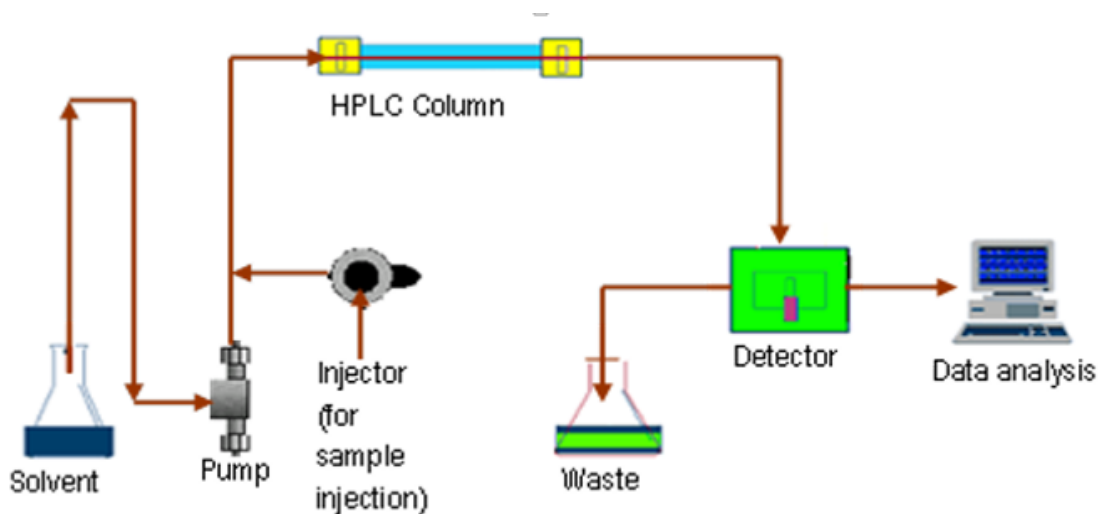 HPLC Column
Injector
(for
sample
injection)
Solvent
Pump
Waste
Detector
Data analysis